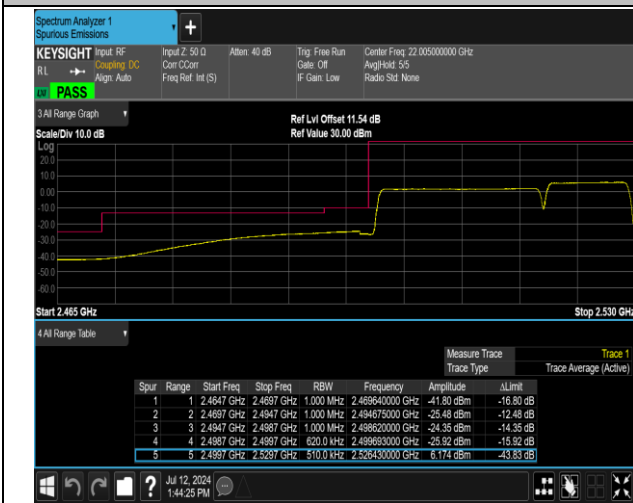 Spectrum Analyzer 1
Spurious Emissions
+
KEYSIGHT Input: RF Input Z: 50 Ω Atten: 40 dB Trig: Free Run Center Freq: 22.005000000 GHz
RL Coupling: DC Corr CCorr Gate: Off Avg|Hold: 5/5
Align: Auto Freq Ref: Int (S) IF Gain: Low Radio Std: None
PASS
3 All Range Graph
Ref Lvl Offset 11.54 dB
Scale/Div 10.0 dB Ref Value 30.00 dBm
Log
20.0
10.0
0.00
-10.0
-20.0
-30.0
-40.0
-50.0
-60.0
Start 2.465 GHz Stop 2.530 GHz
4 All Range Table
Measure Trace Trace 1
Trace Type Trace Average (Active)
Spur Range Start Freq Stop Freq RBW Frequency Amplitude ΔLimit
1 1 2.4647 GHz 2.4697 GHz 1.000 MHz 2.469640000 GHz -41.80 dBm -16.80 dB
2 2 2.4697 GHz 2.4947 GHz 1.000 MHz 2.494675000 GHz -25.48 dBm -12.48 dB
3 3 2.4947 GHz 2.4987 GHz 1.000 MHz 2.498620000 GHz -24.35 dBm -14.35 dB
4 4 2.4987 GHz 2.4997 GHz 620.0 kHz 2.499693000 GHz -25.92 dBm -15.92 dB
5 5 2.4997 GHz 2.5297 GHz 510.0 kHz 2.526430000 GHz 6.174 dBm -43.83 dB
? Jul 12, 2024
1:44:25 PM